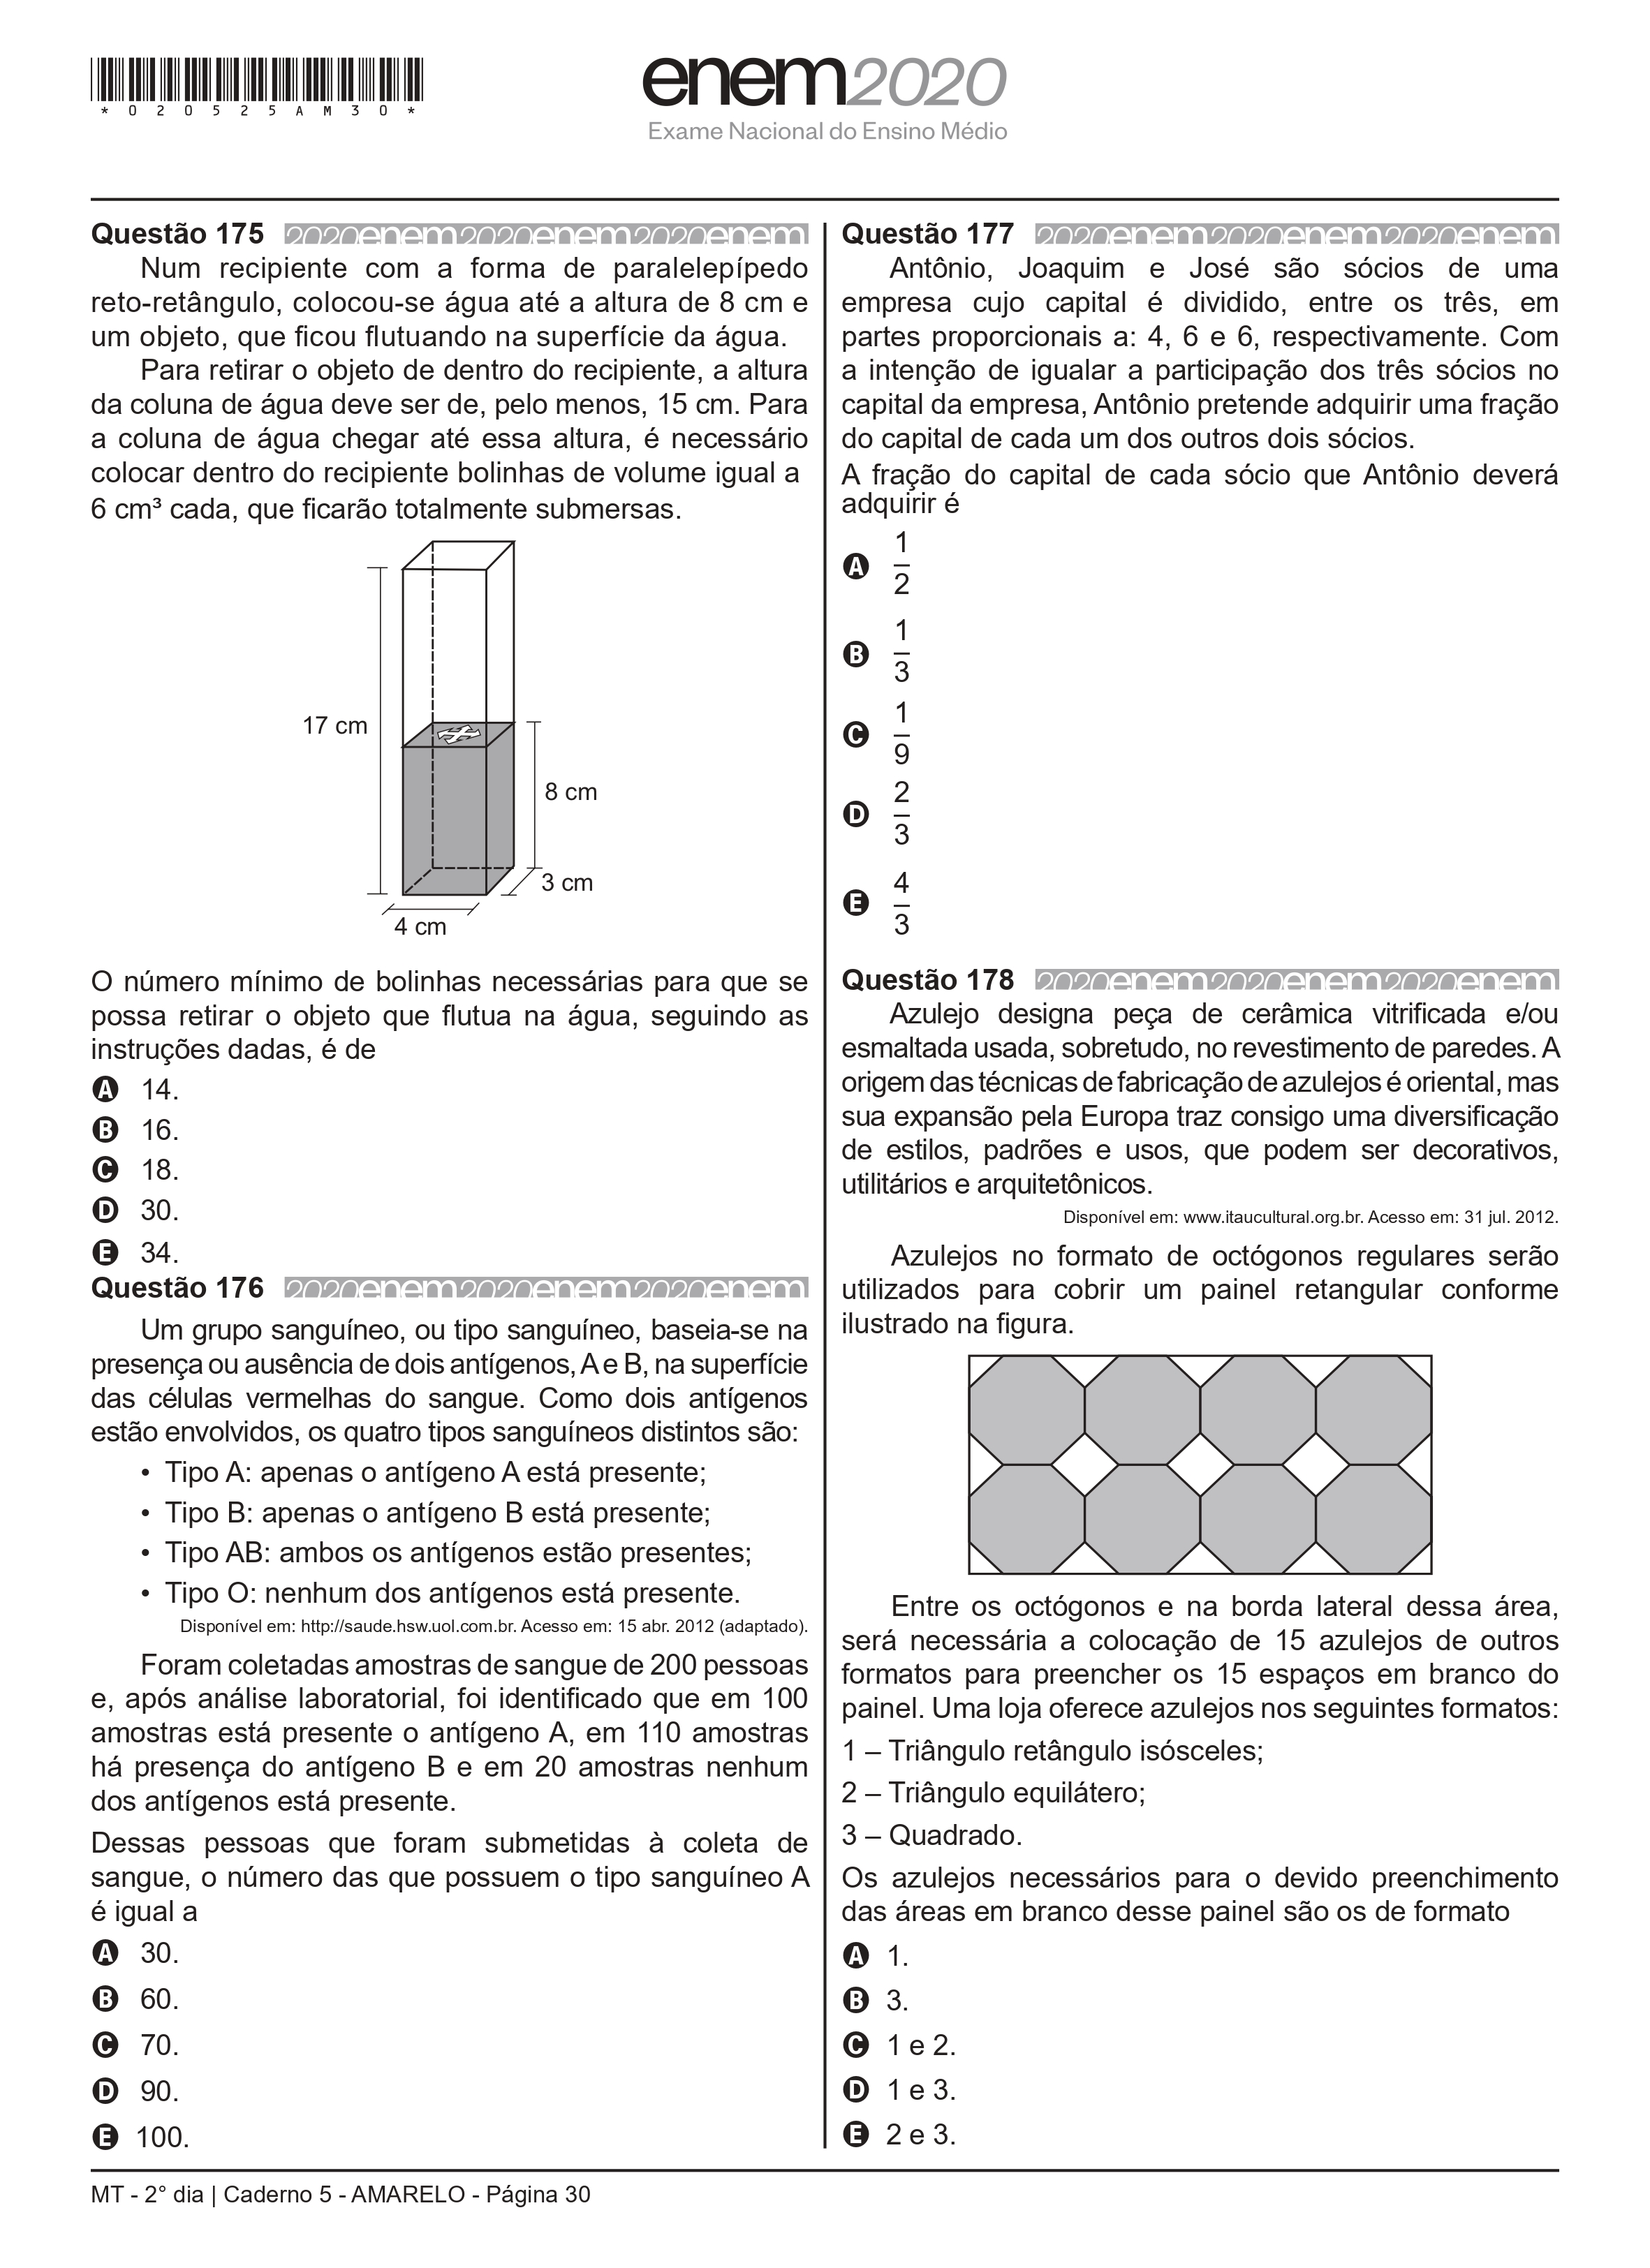 *020525AM30*
enem2020
Exame Nacional do Ensino Médio
Questão 175 2020enem2020enem2020enem
Num recipiente com a forma de paralelepípedo
reto-retângulo, colocou-se água até a altura de 8 cm e
um objeto, que ficou flutuando na superfície da água.
Para retirar o objeto de dentro do recipiente, a altura
da coluna de água deve ser de, pelo menos, 15 cm. Para
a coluna de água chegar até essa altura, é necessário
colocar dentro do recipiente bolinhas de volume igual a
6 cm³ cada, que ficarão totalmente submersas.
17 cm
8 cm
3 cm
4 cm
O número mínimo de bolinhas necessárias para que se
possa retirar o objeto que flutua na água, seguindo as
instruções dadas, é de
A 14.
B 16.
C 18.
D 30.
E 34.
Questão 176 2020enem2020enem2020enem
Um grupo sanguíneo, ou tipo sanguíneo, baseia-se na
presença ou ausência de dois antígenos, A e B, na superfície
das células vermelhas do sangue. Como dois antígenos
estão envolvidos, os quatro tipos sanguíneos distintos são:
• Tipo A: apenas o antígeno A está presente;
• Tipo B: apenas o antígeno B está presente;
• Tipo AB: ambos os antígenos estão presentes;
• Tipo O: nenhum dos antígenos está presente.
Disponível em: http://saude.hsw.uol.com.br. Acesso em: 15 abr. 2012 (adaptado).
Foram coletadas amostras de sangue de 200 pessoas
e, após análise laboratorial, foi identificado que em 100
amostras está presente o antígeno A, em 110 amostras
há presença do antígeno B e em 20 amostras nenhum
dos antígenos está presente.
Dessas pessoas que foram submetidas à coleta de
sangue, o número das que possuem o tipo sanguíneo A
é igual a
A 30.
B 60.
C 70.
D 90.
E 100.
Questão 177 2020enem2020enem2020enem
Antônio, Joaquim e José são sócios de uma
empresa cujo capital é dividido, entre os três, em
partes proporcionais a: 4, 6 e 6, respectivamente. Com
a intenção de igualar a participação dos três sócios no
capital da empresa, Antônio pretende adquirir uma fração
do capital de cada um dos outros dois sócios.
A fração do capital de cada sócio que Antônio deverá
adquirir é
A 1/2
B 1/3
C 1/9
D 2/3
E 4/3
Questão 178 2020enem2020enem2020enem
Azulejo designa peça de cerâmica vitrificada e/ou
esmaltada usada, sobretudo, no revestimento de paredes. A
origem das técnicas de fabricação de azulejos é oriental, mas
sua expansão pela Europa traz consigo uma diversificação
de estilos, padrões e usos, que podem ser decorativos,
utilitários e arquitetônicos.
Disponível em: www.itaucultural.org.br. Acesso em: 31 jul. 2012.
Azulejos no formato de octógonos regulares serão
utilizados para cobrir um painel retangular conforme
ilustrado na figura.
Entre os octógonos e na borda lateral dessa área,
será necessária a colocação de 15 azulejos de outros
formatos para preencher os 15 espaços em branco do
painel. Uma loja oferece azulejos nos seguintes formatos:
1 – Triângulo retângulo isósceles;
2 – Triângulo equilátero;
3 – Quadrado.
Os azulejos necessários para o devido preenchimento
das áreas em branco desse painel são os de formato
A 1.
B 3.
C 1 e 2.
D 1 e 3.
E 2 e 3.
MT - 2° dia | Caderno 5 - AMARELO - Página 30